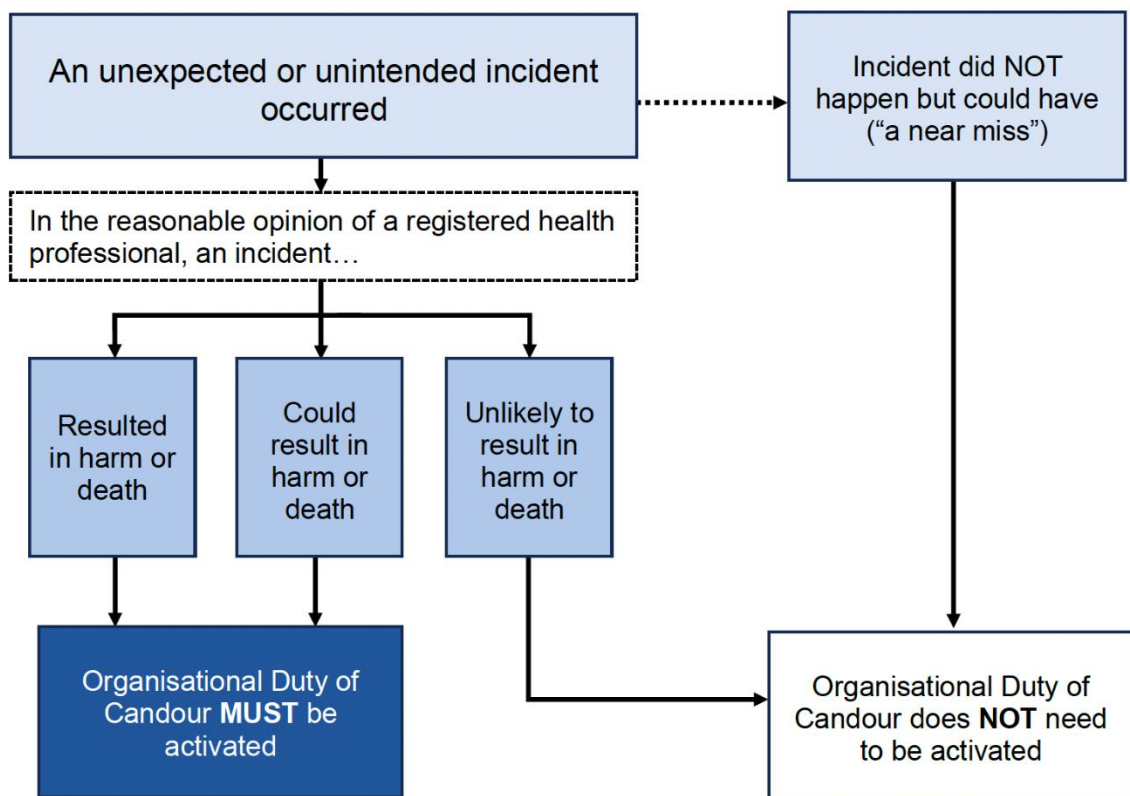 An unexpected or unintended incident
occurred
Incident did NOT
happen but could have
(“a near miss”)
In the reasonable opinion of a registered health
professional, an incident…
Resulted
in harm or
death
Could
result in
harm or
death
Unlikely to
result in
harm or
death
Organisational Duty of
Candour MUST be
activated
Organisational Duty of
Candour does NOT need
to be activated